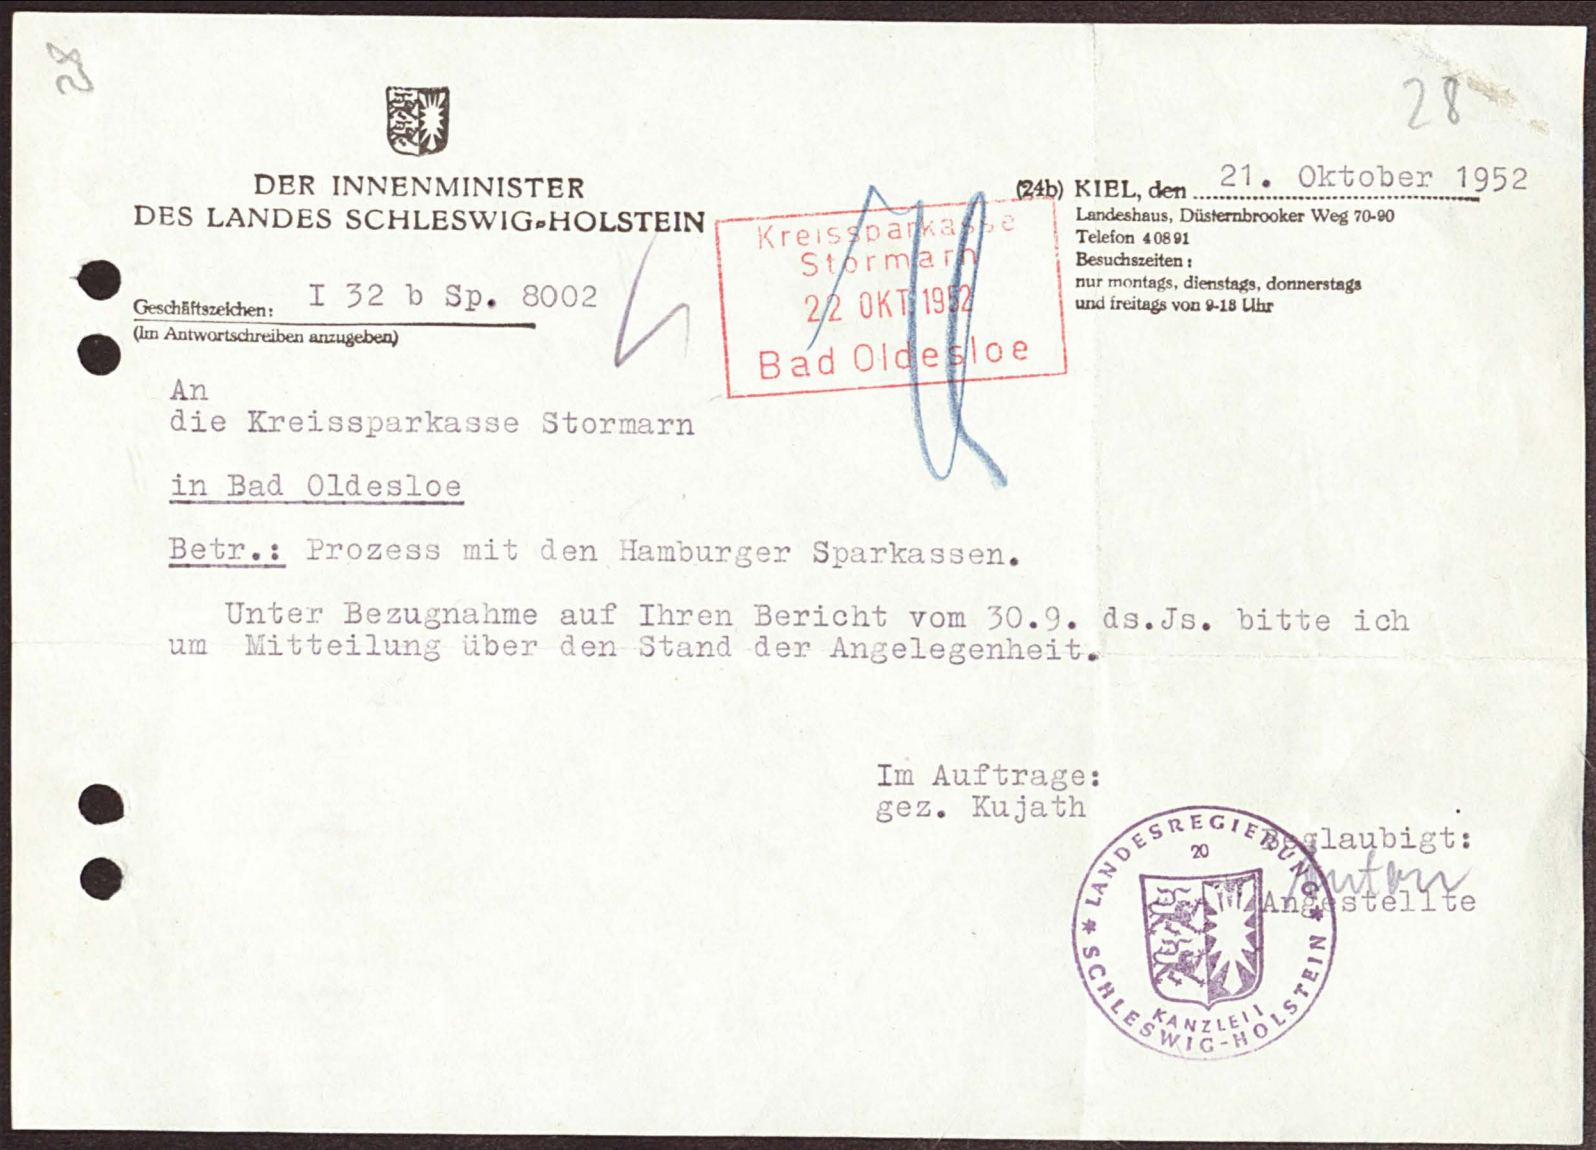 28
DER INNENMINISTER
DES LANDES SCHLESWIG-HOLSTEIN
(24b) KIEL, den 21. Oktober 1952
Landeshaus, Düsternbrooker Weg 70-90
Telefon 40891
Besuchszeiten:
nur montags, dienstags, donnerstags
und freitags von 9-13 Uhr
Kreissparkasse
Stormarn
22 OKT 1952
Bad Oldesloe
Geschäftszeichen: I 32 b Sp. 8002
(Im Antwortschreiben anzugeben)
An
die Kreissparkasse Stormarn
in Bad Oldesloe
Betr.: Prozess mit den Hamburger Sparkassen.
Unter Bezugnahme auf Ihren Bericht vom 30.9. ds.Js. bitte ich
um Mitteilung über den Stand der Angelegenheit.
Im Auftrage:
gez. Kujath
Beglaubigt:
Angestellte
LANDESREGIERUNG
20
KANZLEI I
* SCHLESWIG-HOLSTEIN *